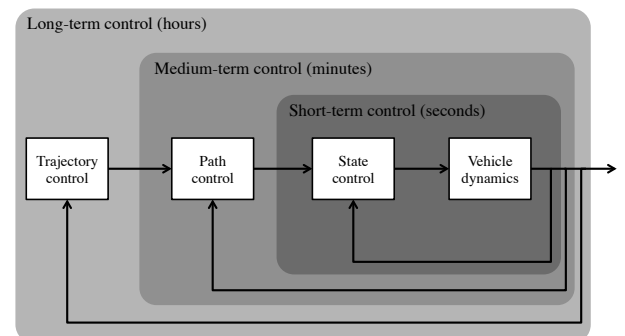 Long-term control (hours)
Medium-term control (minutes)
Short-term control (seconds)
Trajectory
control
Path
control
State
control
Vehicle
dynamics